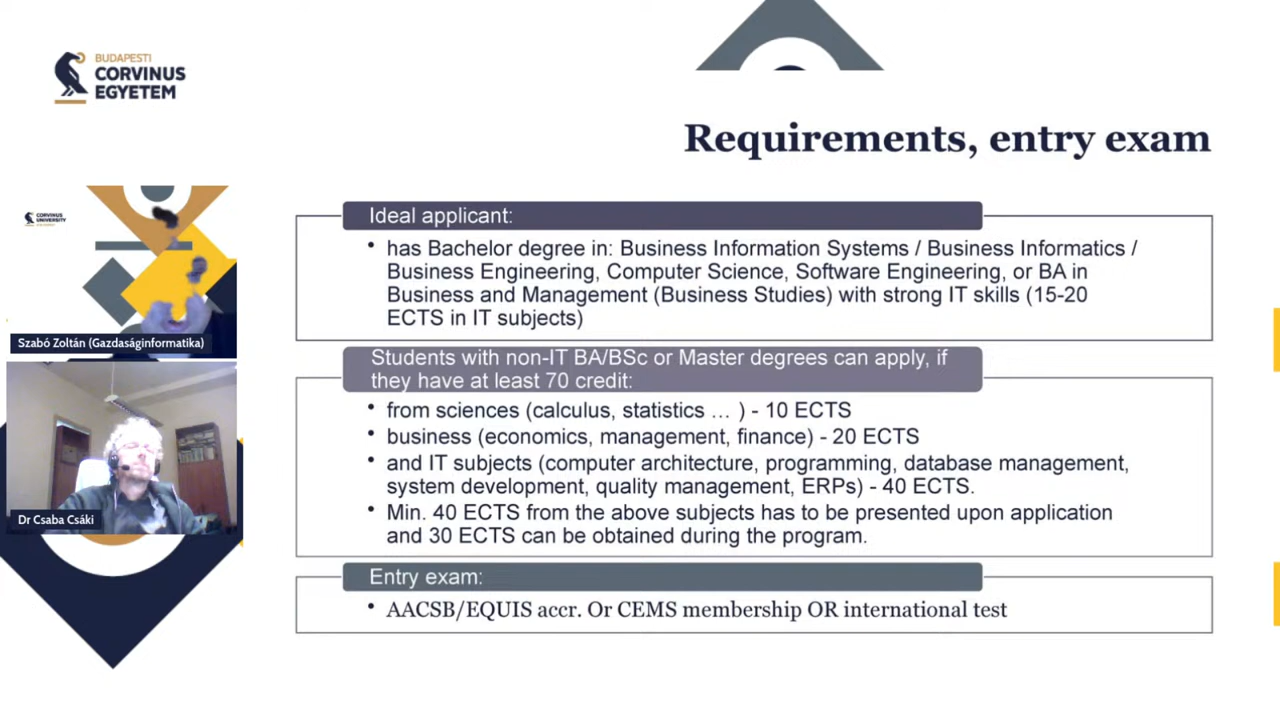 BUDAPESTI
CORVINUS
EGYETEM
Requirements, entry exam
CORVINUS
UNIVERSITY
Szabó Zoltán (Gazdaságinformatika)
Dr Csaba Csáki
Ideal applicant:
• has Bachelor degree in: Business Information Systems / Business Informatics /
Business Engineering, Computer Science, Software Engineering, or BA in
Business and Management (Business Studies) with strong IT skills (15-20
ECTS in IT subjects)
Students with non-IT BA/BSc or Master degrees can apply, if
they have at least 70 credit:
• from sciences (calculus, statistics … ) - 10 ECTS
• business (economics, management, finance) - 20 ECTS
• and IT subjects (computer architecture, programming, database management,
system development, quality management, ERPs) - 40 ECTS.
• Min. 40 ECTS from the above subjects has to be presented upon application
and 30 ECTS can be obtained during the program.
Entry exam:
• AACSB/EQUIS accr. Or CEMS membership OR international test